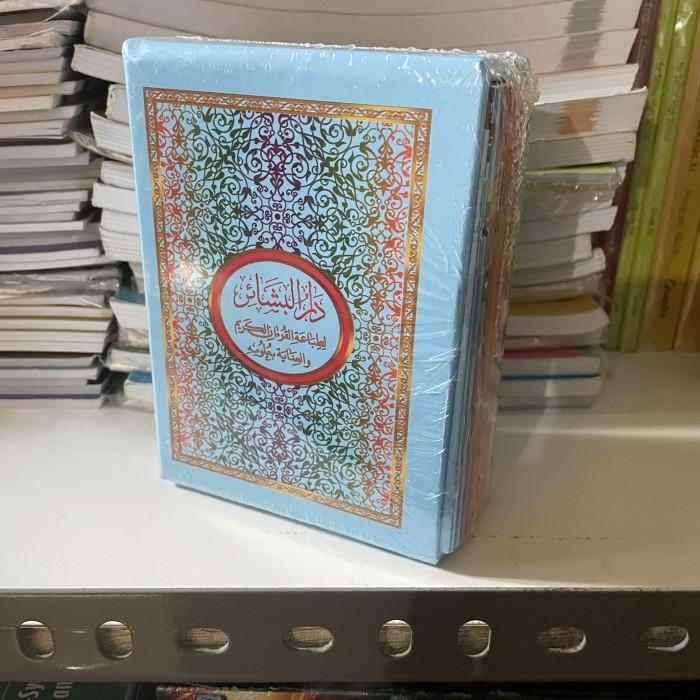 دار البشائر
لطباعة القرآن الكريم
والعناية بعلومه